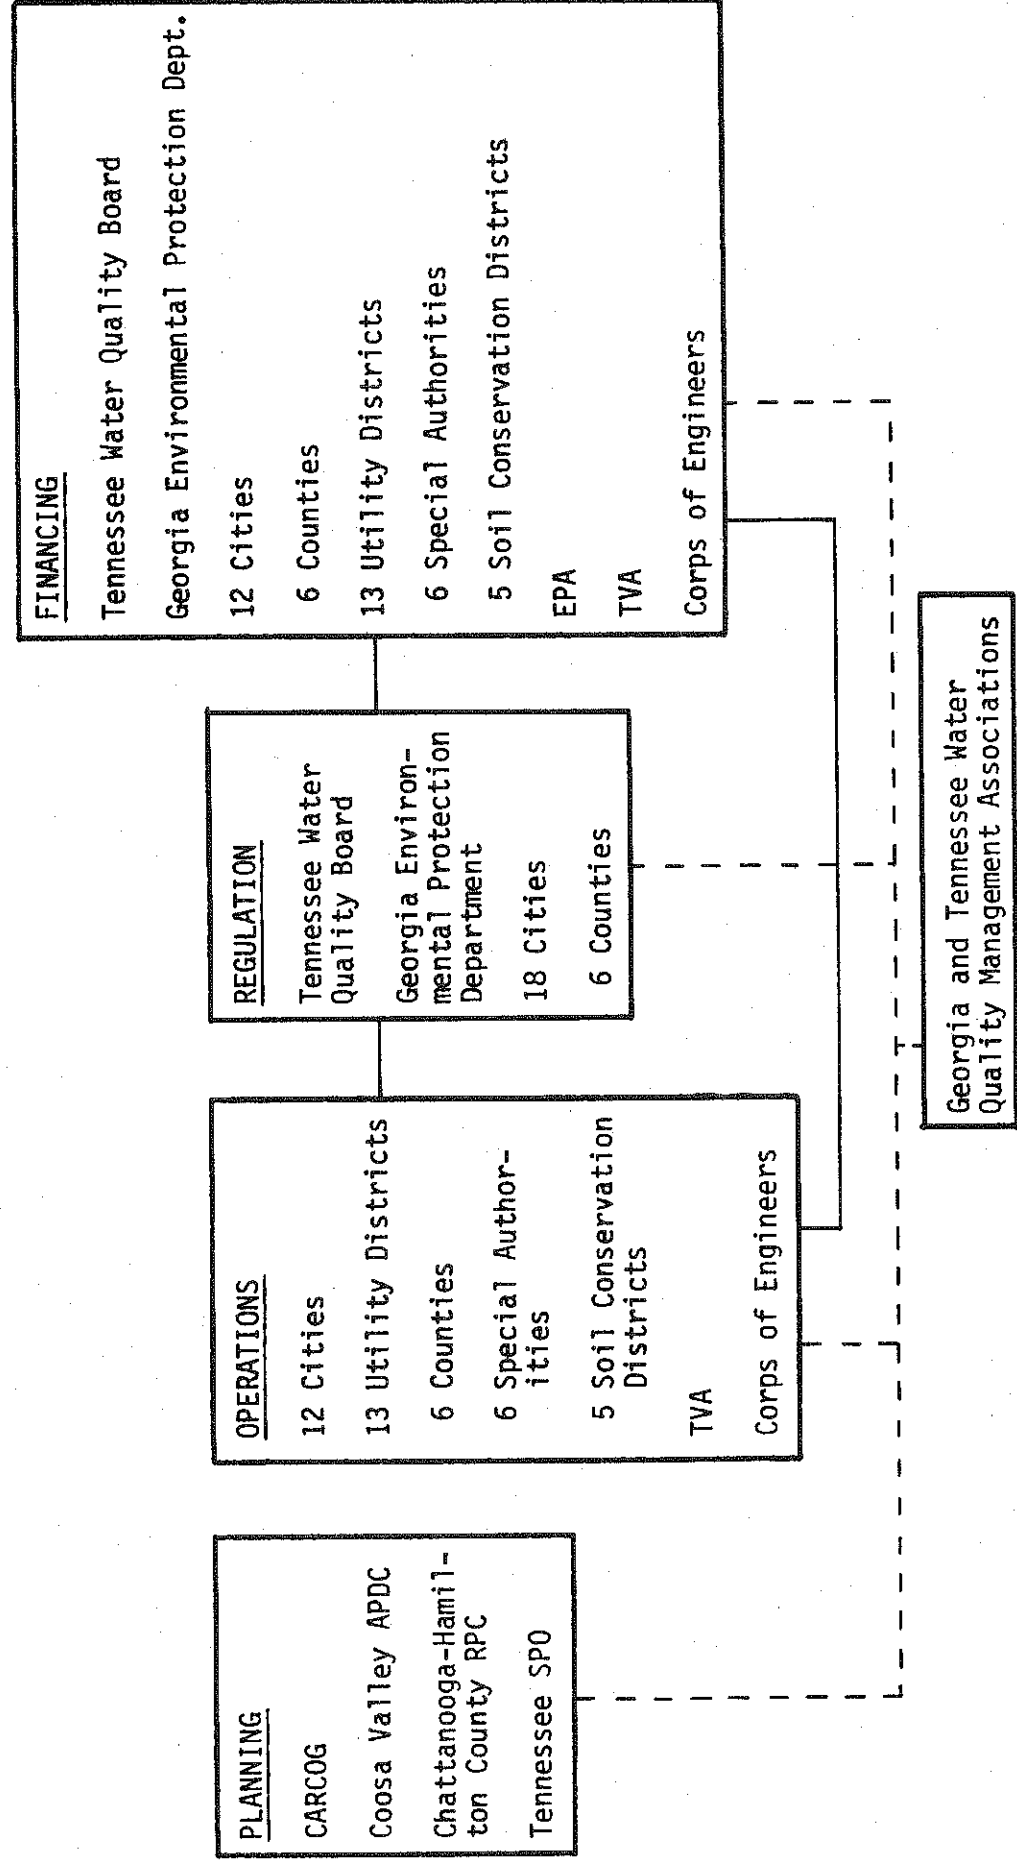 PLANNING
CARCOG
Coosa Valley APDC
Chattanooga-Hamil-
ton County RPC
Tennessee SPO
OPERATIONS
12 Cities
13 Utility Districts
6 Counties
6 Special Author-
ities
5 Soil Conservation
Districts
TVA
Corps of Engineers
REGULATION
Tennessee Water
Quality Board
Georgia Environ-
mental Protection
Department
18 Cities
6 Counties
FINANCING
Tennessee Water Quality Board
Georgia Environmental Protection Dept.
12 Cities
6 Counties
13 Utility Districts
6 Special Authorities
5 Soil Conservation Districts
EPA
TVA
Corps of Engineers
Georgia and Tennessee Water
Quality Management Associations